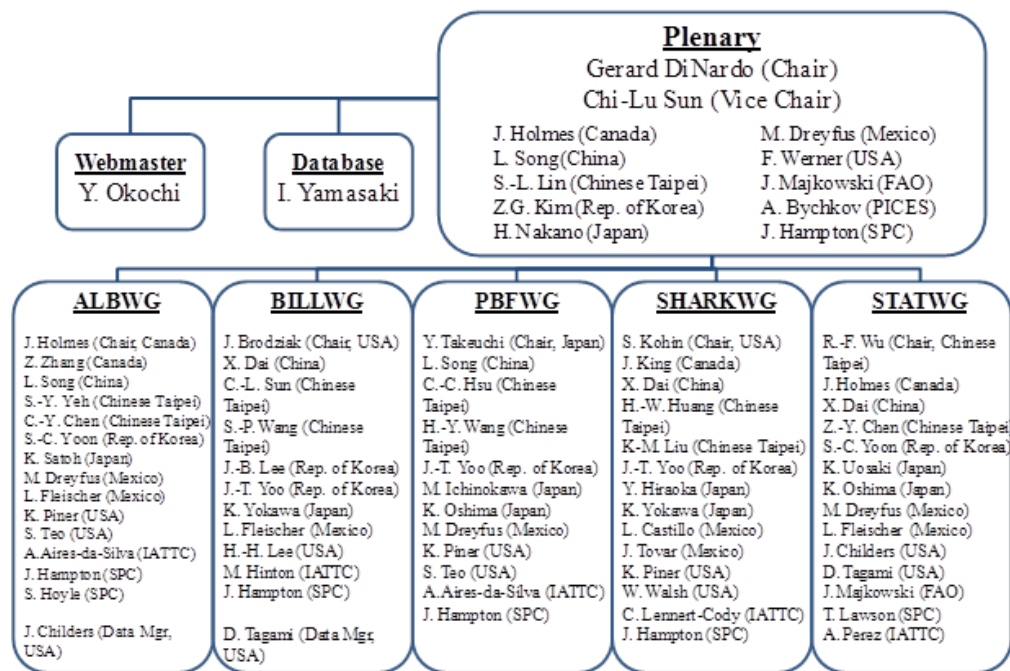 Plenary
Gerard DiNardo (Chair)
Chi-Lu Sun (Vice Chair)
J. Holmes (Canada)
L. Song (China)
S.-L. Lin (Chinese Taipei)
Z.G. Kim (Rep. of Korea)
H. Nakano (Japan)
M. Dreyfus (Mexico)
F. Werner (USA)
J. Majkowski (FAO)
A. Bychkov (PICES)
J. Hampton (SPC)
Webmaster
Y. Okochi
Database
I. Yamasaki
ALBWG
J. Holmes (Chair, Canada)
Z. Zhang (Canada)
L. Song (China)
S.-Y. Yeh (Chinese Taipei)
C.-Y. Chen (Chinese Taipei)
S.-C. Yoon (Rep. of Korea)
K. Satoh (Japan)
M. Dreyfus (Mexico)
L. Fleischer (Mexico)
K. Piner (USA)
S. Teo (USA)
A. Aires-da-Silva (IATTC)
J. Hampton (SPC)
S. Hoyle (SPC)
J. Childers (Data Mgr,
USA)
BILLWG
J. Brodziak (Chair, USA)
X. Dai (China)
C.-L. Sun (Chinese
Taipei)
S.-P. Wang (Chinese
Taipei)
J.-B. Lee (Rep. of Korea)
J.-T. Yoo (Rep. of Korea)
K. Yokawa (Japan)
L. Fleischer (Mexico)
H.-H. Lee (USA)
M. Hinton (IATTC)
J. Hampton (SPC)
D. Tagami (Data Mgr,
USA)
PBFWG
Y. Takeuchi (Chair, Japan)
L. Song (China)
C.-C. Hsu (Chinese
Taipei)
H.-Y. Wang (Chinese
Taipei)
J.-T. Yoo (Rep. of Korea)
M. Ichinokawa (Japan)
K. Oshima (Japan)
M. Dreyfus (Mexico)
K. Piner (USA)
S. Teo (USA)
A. Aires-da-Silva (IATTC)
J. Hampton (SPC)
SHARKWG
S. Kohin (Chair, USA)
J. King (Canada)
X. Dai (China)
H.-W. Huang (Chinese
Taipei)
K-M. Liu (Chinese Taipei)
J.-T. Yoo (Rep. of Korea)
Y. Hiraoka (Japan)
K. Yokawa (Japan)
L. Castillo (Mexico)
J. Tovar (Mexico)
K. Piner (USA)
W. Walsh (USA)
C. Lennert-Cody (IATTC)
J. Hampton (SPC)
STATWG
R.-F. Wu (Chair, Chinese
Taipei)
J. Holmes (Canada)
X. Dai (China)
Z.-Y. Chen (Chinese Taipei)
S.-C. Yoon (Rep. of Korea)
K. Uosaki (Japan)
K. Oshima (Japan)
M. Dreyfus (Mexico)
L. Fleischer (Mexico)
J. Childers (USA)
D. Tagami (USA)
J. Majkowski (FAO)
T. Lawson (SPC)
A. Perez (IATTC)